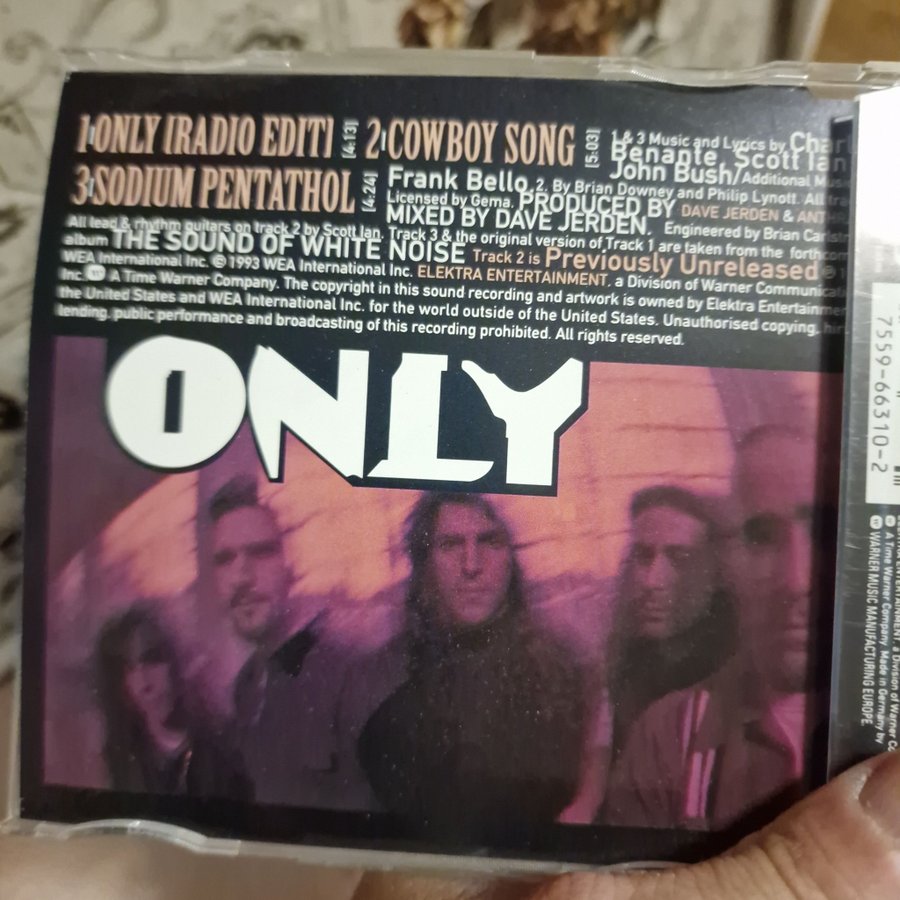 1 ONLY [RADIO EDIT] [4:13] 2 COWBOY SONG [5:03] 1 & 3 Music and Lyrics by
Benante, Scott Ian
3 SODIUM PENTATHOL [4:24] John Bush/Additional
Frank Bello. 2. By Brian Downey and Philip Lynott. All
Licensed by Gema. PRODUCED BY DAVE JERDEN &
MIXED BY DAVE JERDEN. Engineered by Brian
All lead & rhythm guitars on track 2 by Scott Ian. Track 3 & the original version of Track 1 are taken from the
album THE SOUND OF WHITE NOISE Track 2 is Previously Unreleased ℗
WEA International Inc. © 1993 WEA International Inc. ELEKTRA ENTERTAINMENT. a Division of Warner
Inc. A Time Warner Company. The copyright in this sound recording and artwork is owned by Elektra
the United States and WEA International Inc. for the world outside of the United States. Unauthorised copying.
lending. public performance and broadcasting of this recording prohibited. All rights reserved.
ONLY
7559-66310-2
ENTERTAINMENT. a Division of Warner
A Time Warner Company. Made in Germany by
WARNER MUSIC MANUFACTURING EUROPE.